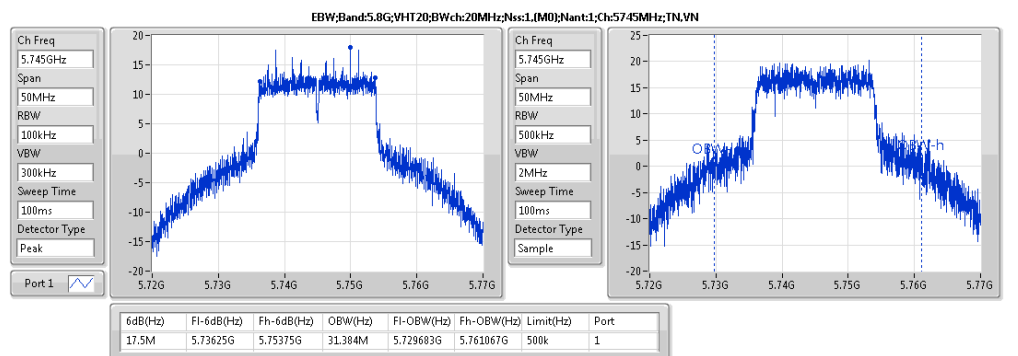 EBW;Band:5.8G;VHT20;BWch:20MHz;Nss:1,(M0);Nant:1;Ch:5745MHz;TN,VN
Ch Freq
5.745GHz
Span
50MHz
RBW
100kHz
VBW
300kHz
Sweep Time
100ms
Detector Type
Peak
Port 1
20
15
10
5
0
-5
-10
-15
-20
5.72G 5.73G 5.74G 5.75G 5.76G 5.77G
Ch Freq
5.745GHz
Span
50MHz
RBW
500kHz
VBW
2MHz
Sweep Time
100ms
Detector Type
Sample
25
20
15
10
5
0
-5
-10
-15
-20
5.72G 5.73G 5.74G 5.75G 5.76G 5.77G
6dB(Hz) Fl-6dB(Hz) Fh-6dB(Hz) OBW(Hz) Fl-OBW(Hz) Fh-OBW(Hz) Limit(Hz) Port
17.5M 5.73625G 5.75375G 31.384M 5.729683G 5.761067G 500k 1